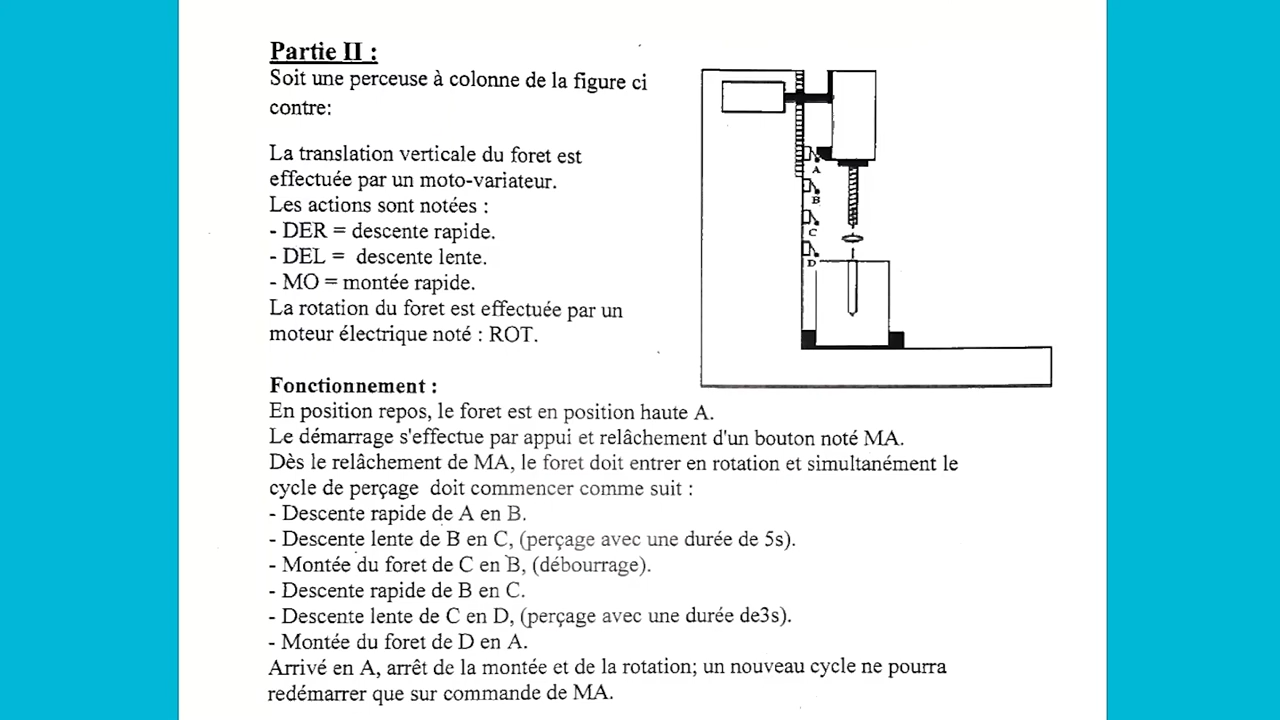 Partie II :
Soit une perceuse à colonne de la figure ci
contre:
La translation verticale du foret est
effectuée par un moto-variateur.
Les actions sont notées :
- DER = descente rapide.
- DEL = descente lente.
- MO = montée rapide.
La rotation du foret est effectuée par un
moteur électrique noté : ROT.
A
B
C
D
Fonctionnement :
En position repos, le foret est en position haute A.
Le démarrage s'effectue par appui et relâchement d'un bouton noté MA.
Dès le relâchement de MA, le foret doit entrer en rotation et simultanément le
cycle de perçage doit commencer comme suit :
- Descente rapide de A en B.
- Descente lente de B en C, (perçage avec une durée de 5s).
- Montée du foret de C en B, (débourrage).
- Descente rapide de B en C.
- Descente lente de C en D, (perçage avec une durée de3s).
- Montée du foret de D en A.
Arrivé en A, arrêt de la montée et de la rotation; un nouveau cycle ne pourra
redémarrer que sur commande de MA.